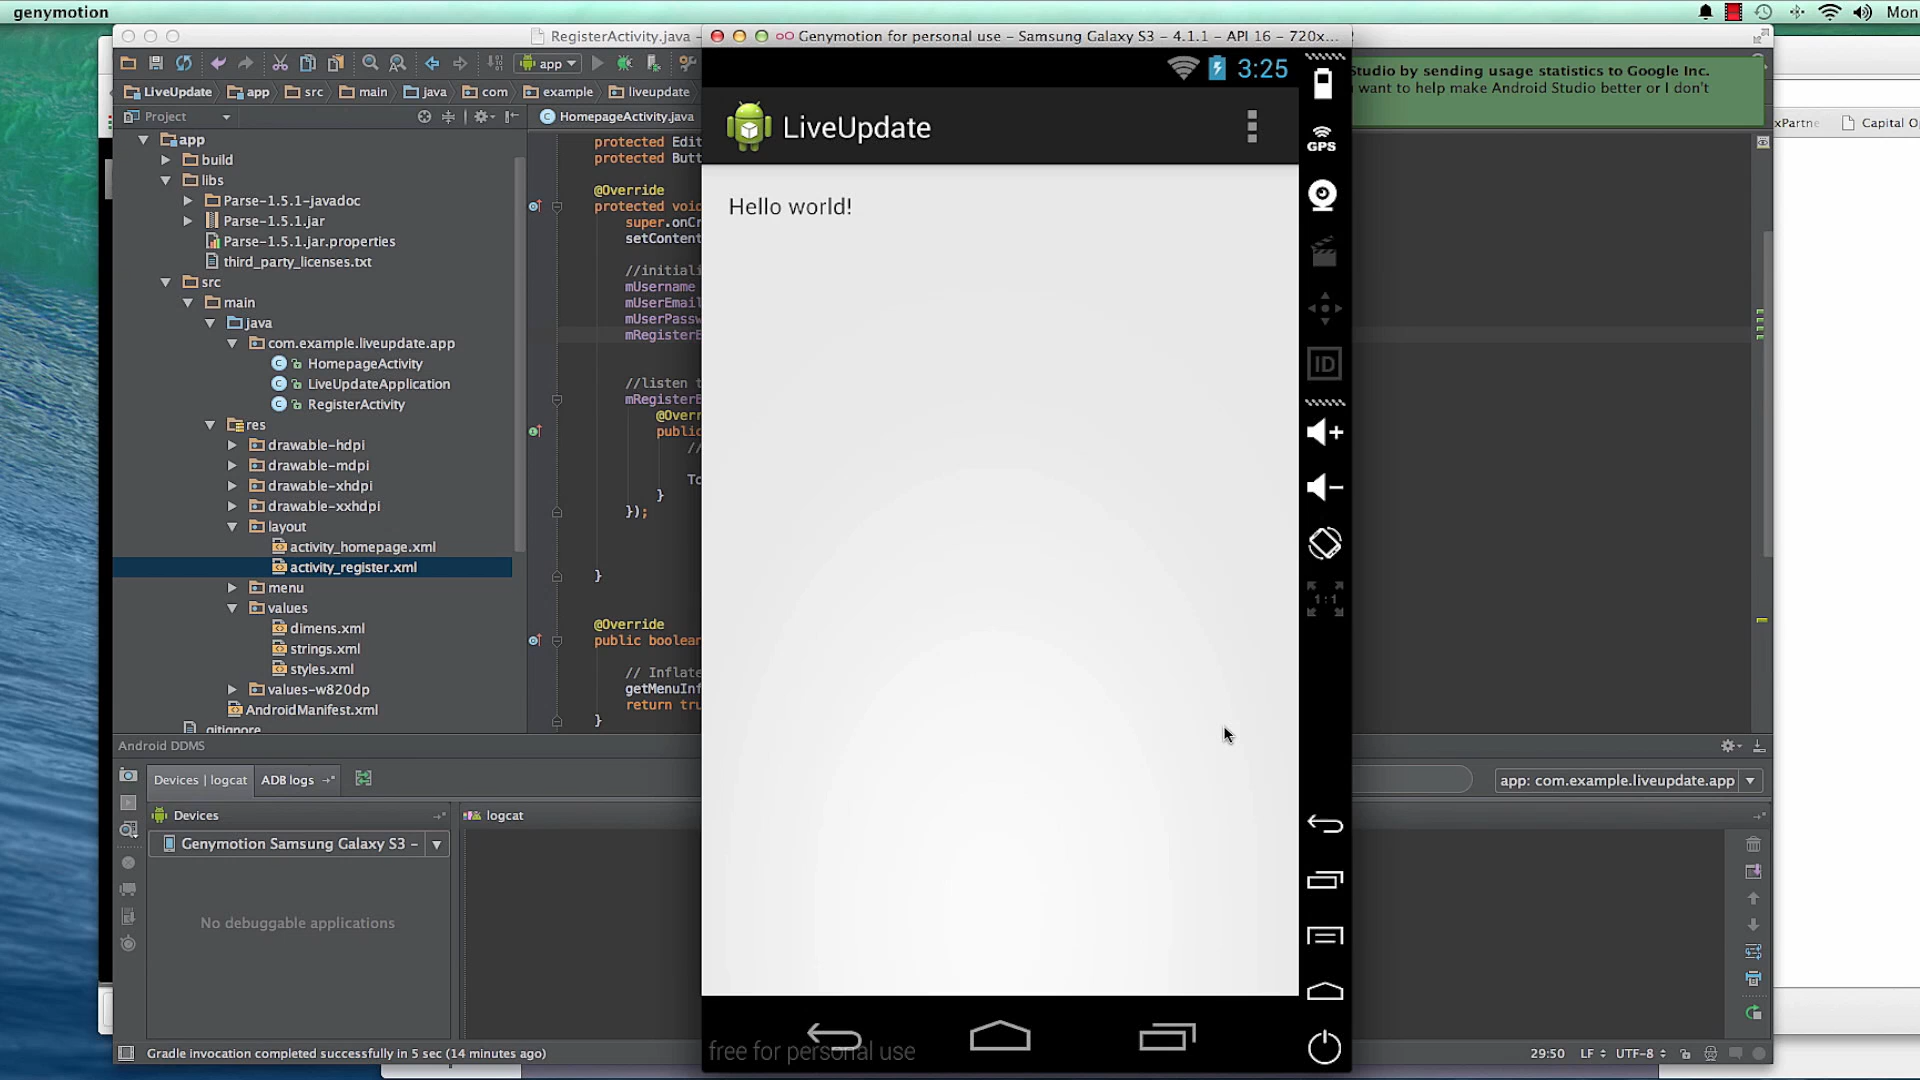 genymotion
Mon
RegisterActivity.java -
Genymotion for personal use - Samsung Galaxy S3 - 4.1.1 - API 16 - 720x...
app
LiveUpdate app src main java com example liveupdate
Project
HomepageActivity.java
app
build
libs
Parse-1.5.1-javadoc
Parse-1.5.1.jar
Parse-1.5.1.jar.properties
third_party_licenses.txt
src
main
java
com.example.liveupdate.app
HomepageActivity
LiveUpdateApplication
RegisterActivity
res
drawable-hdpi
drawable-mdpi
drawable-xhdpi
drawable-xxhdpi
layout
activity_homepage.xml
activity_register.xml
menu
values
dimens.xml
strings.xml
styles.xml
values-w820dp
AndroidManifest.xml
.gitignore
protected Edi
protected Butt
@Override
protected void
super.onCr
setContent
//initiali
mUsername
mUserEmail
mUserPassw
mRegisterB
//listen t
mRegisterB
@Overr
public
//
To
}
});
}
@Override
public boolean
// Inflate
getMenuInf
return tru
}
3:25
LiveUpdate
Hello world!
free for personal use
GPS
ID
1:1
Studio by sending usage statistics to Google Inc.
want to help make Android Studio better or I don't
xPartne
Capital O
Android DDMS
Devices | logcat
ADB logs
app: com.example.liveupdate.app
Devices
logcat
Genymotion Samsung Galaxy S3 -
No debuggable applications
Gradle invocation completed successfully in 5 sec (14 minutes ago)
29:50 LF UTF-8